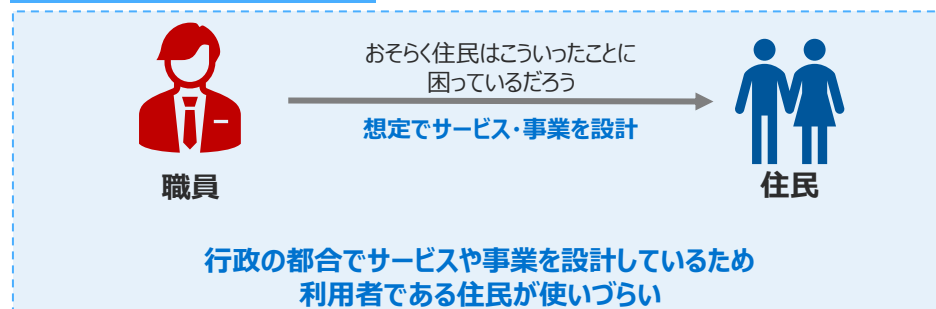 おそらく住民はこういったことに
困っているだろう
想定でサービス・事業を設計
職員
住民
行政の都合でサービスや事業を設計しているため
利用者である住民が使いづらい